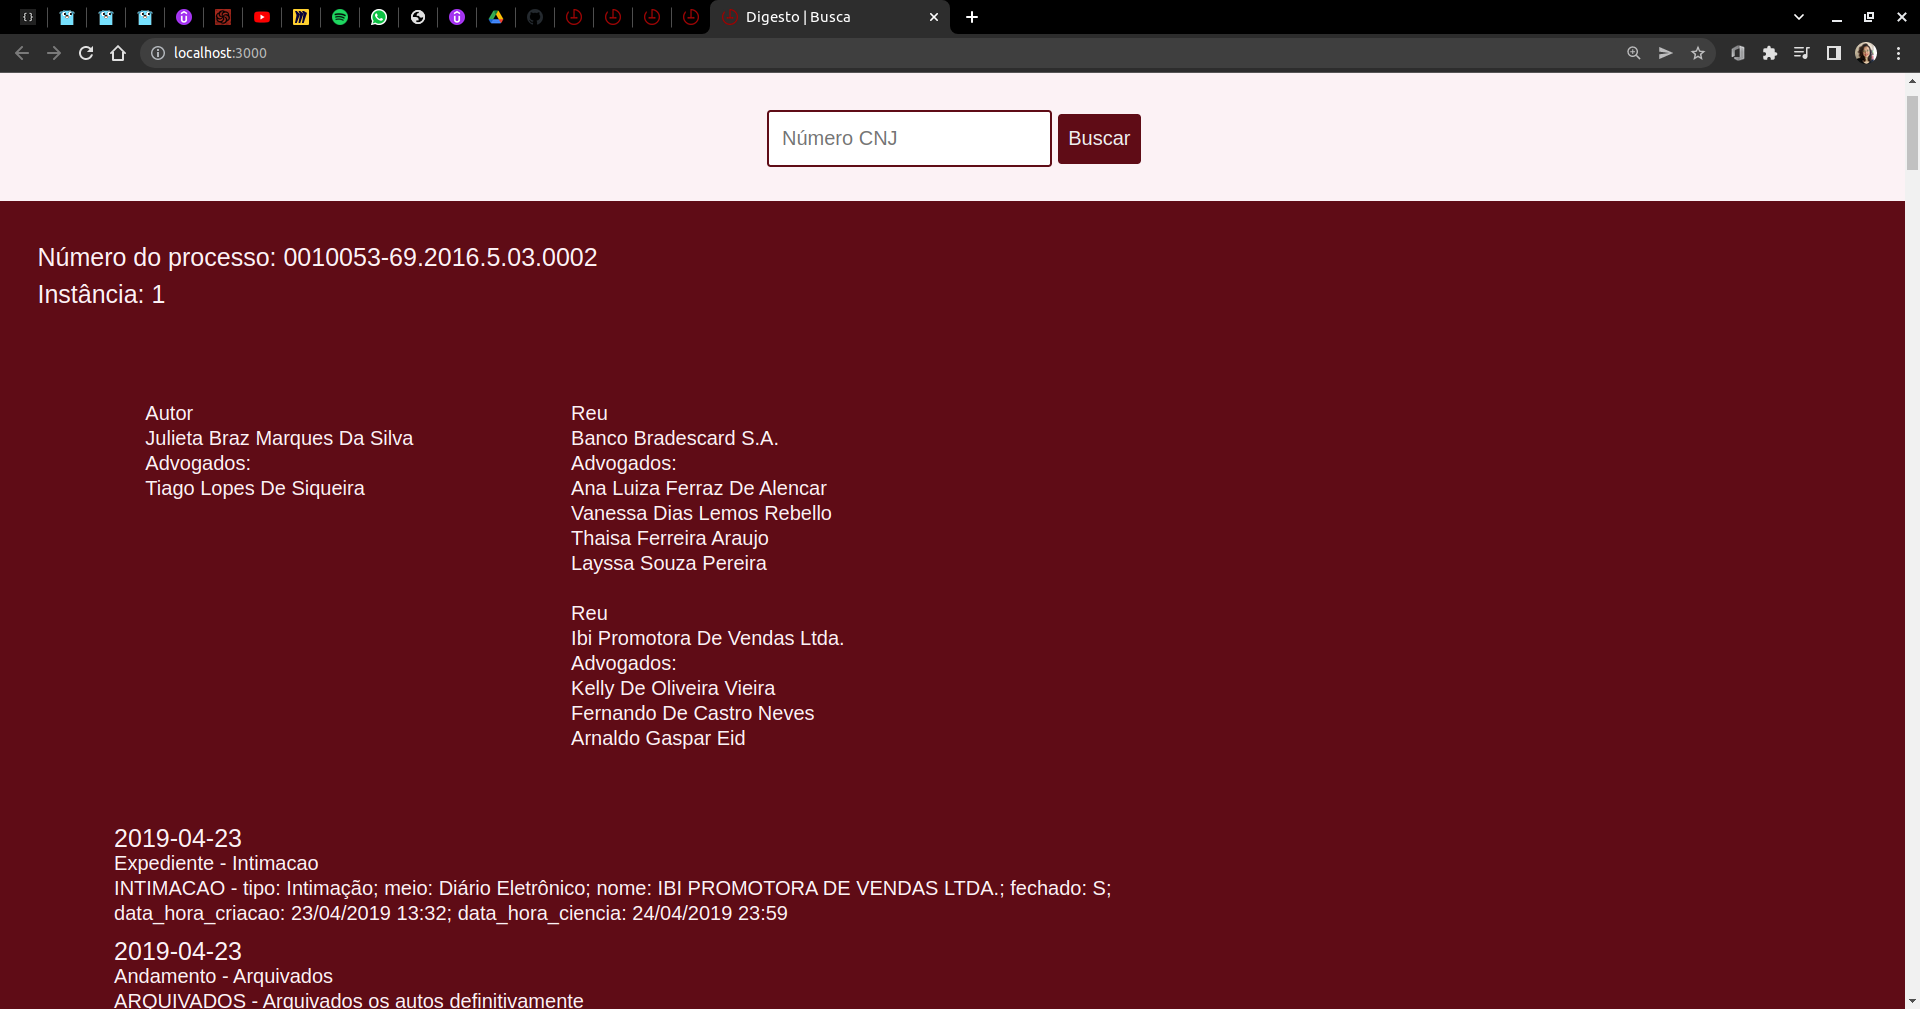 Digesto | Busca
localhost:3000
Número CNJ
Buscar
Número do processo: 0010053-69.2016.5.03.0002
Instância: 1
Autor
Julieta Braz Marques Da Silva
Advogados:
Tiago Lopes De Siqueira
Reu
Banco Bradescard S.A.
Advogados:
Ana Luiza Ferraz De Alencar
Vanessa Dias Lemos Rebello
Thaisa Ferreira Araujo
Layssa Souza Pereira
Reu
Ibi Promotora De Vendas Ltda.
Advogados:
Kelly De Oliveira Vieira
Fernando De Castro Neves
Arnaldo Gaspar Eid
2019-04-23
Expediente - Intimacao
INTIMACAO - tipo: Intimação; meio: Diário Eletrônico; nome: IBI PROMOTORA DE VENDAS LTDA.; fechado: S;
data_hora_criacao: 23/04/2019 13:32; data_hora_ciencia: 24/04/2019 23:59
2019-04-23
Andamento - Arquivados
ARQUIVADOS - Arquivados os autos definitivamente